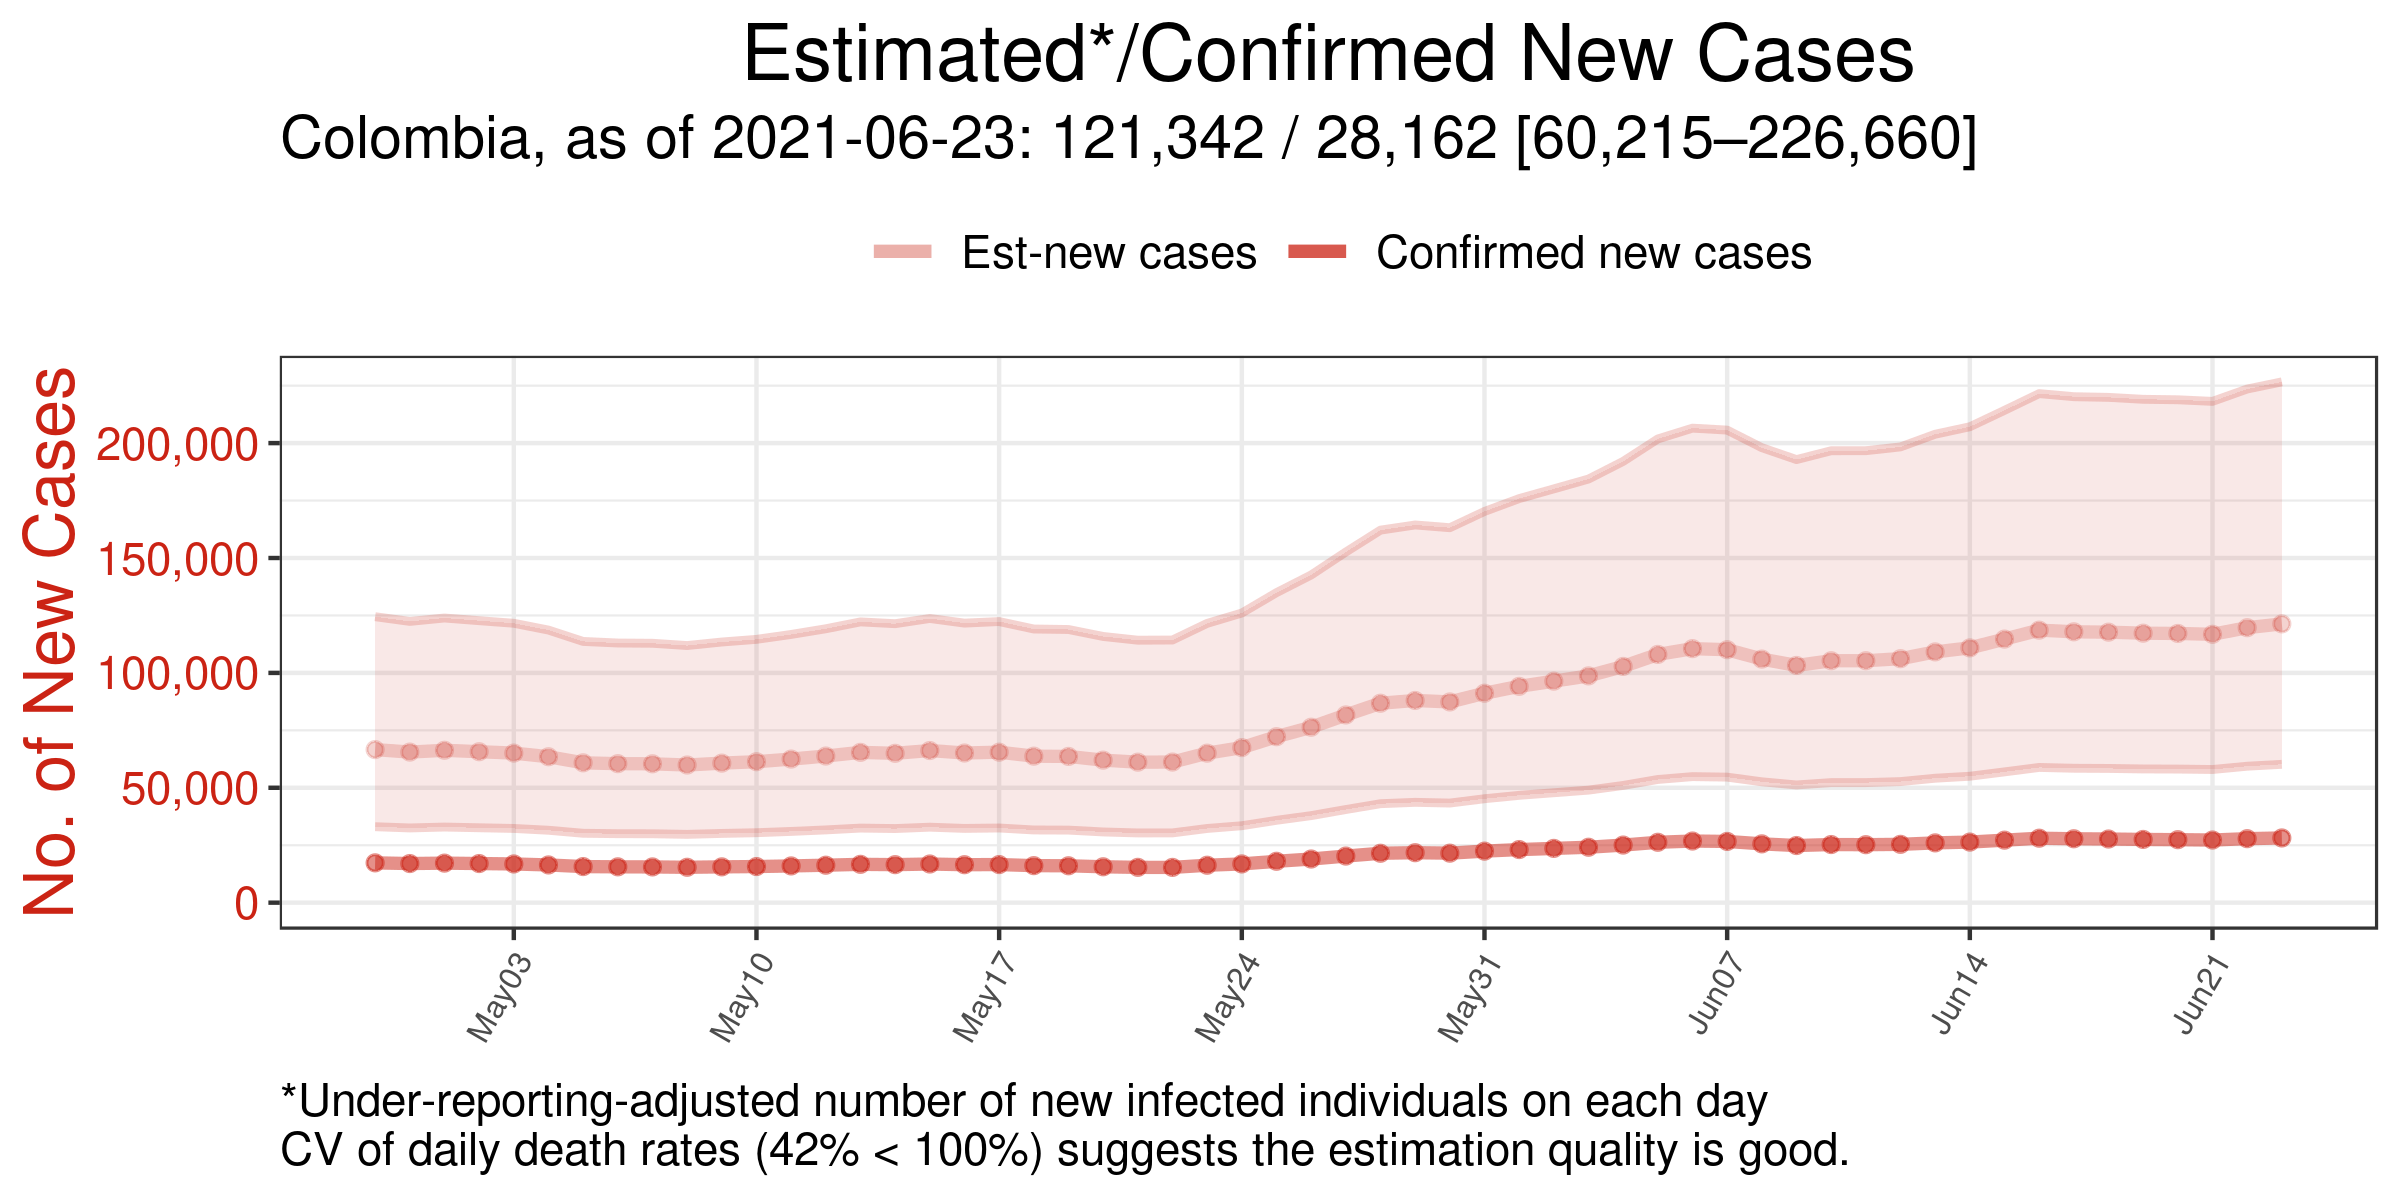 Estimated*/Confirmed New Cases
Colombia, as of 2021-06-23: 121,342 / 28,162 [60,215–226,660]
Est-new cases
Confirmed new cases
No. of New Cases
200,000
150,000
100,000
50,000
0
May03
May10
May17
May24
May31
Jun07
Jun14
Jun21
*Under-reporting-adjusted number of new infected individuals on each day
CV of daily death rates (42% < 100%) suggests the estimation quality is good.